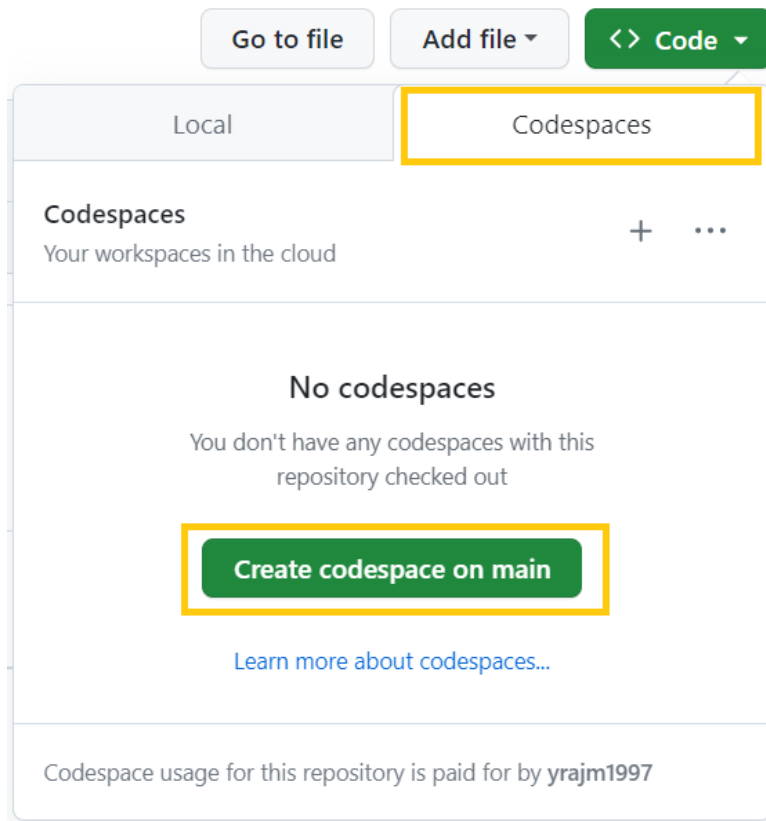 Go to file Add file <> Code
Local Codespaces
Codespaces
Your workspaces in the cloud
No codespaces
You don't have any codespaces with this
repository checked out
Create codespace on main
Learn more about codespaces...
Codespace usage for this repository is paid for by yrajm1997